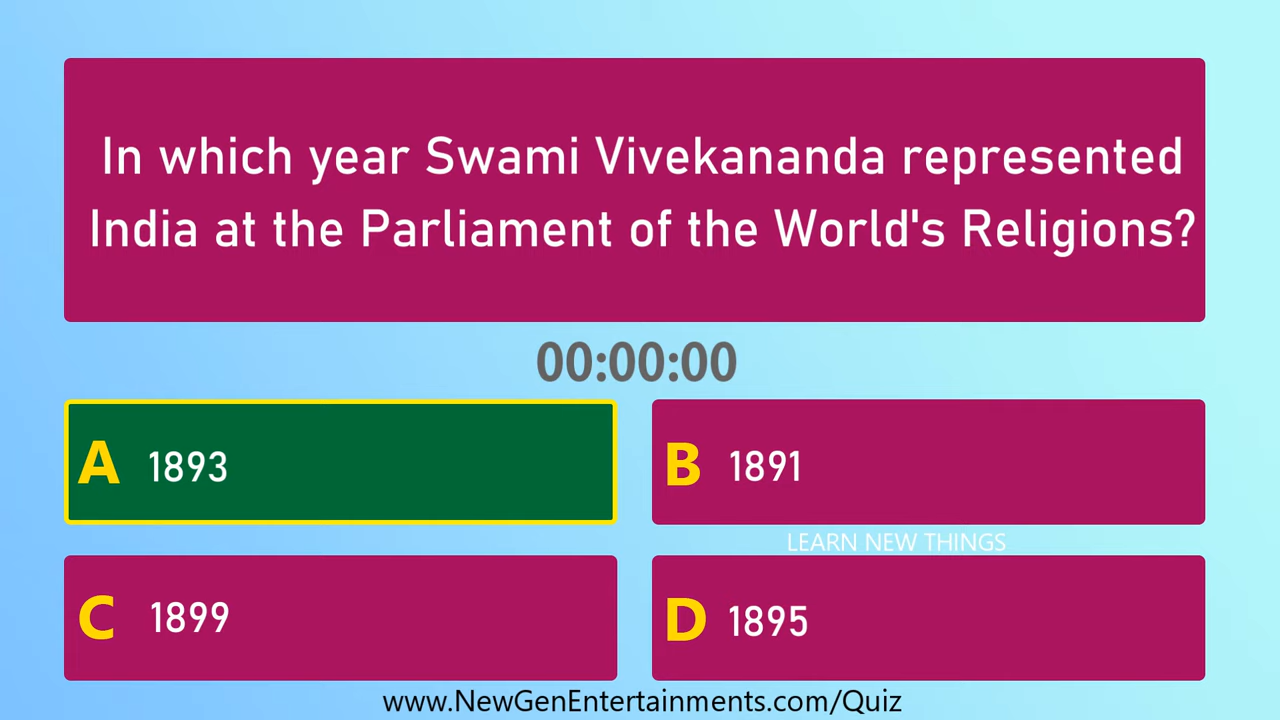 In which year Swami Vivekananda represented
India at the Parliament of the World's Religions?
00:00:00
A 1893
B 1891
LEARN NEW THINGS
C 1899
D 1895
www.NewGenEntertainments.com/Quiz